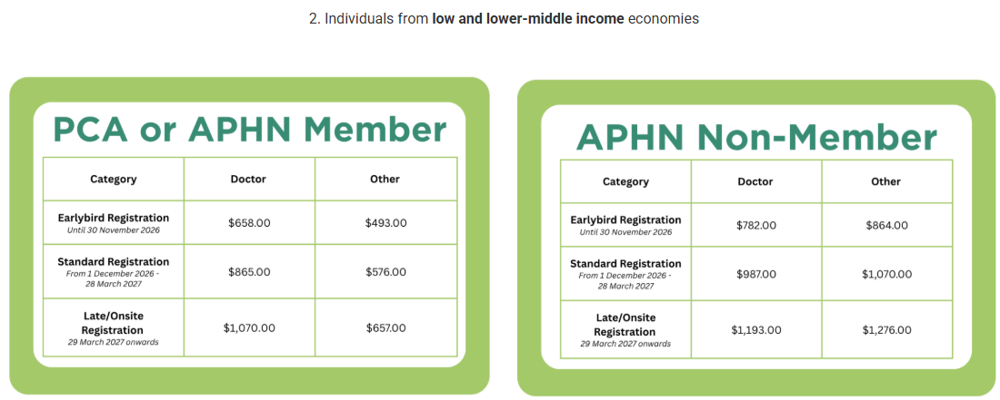 2. Individuals from low and lower-middle income economies
PCA or APHN Member
Category Doctor Other
Earlybird Registration
Until 30 November 2026
$658.00 $493.00
Standard Registration
From 1 December 2026 -
28 March 2027
$865.00 $576.00
Late/Onsite
Registration
29 March 2027 onwards
$1,070.00 $657.00
APHN Non-Member
Category Doctor Other
Earlybird Registration
Until 30 November 2026
$782.00 $864.00
Standard Registration
From 1 December 2026 -
28 March 2027
$987.00 $1,070.00
Late/Onsite
Registration
29 March 2027 onwards
$1,193.00 $1,276.00